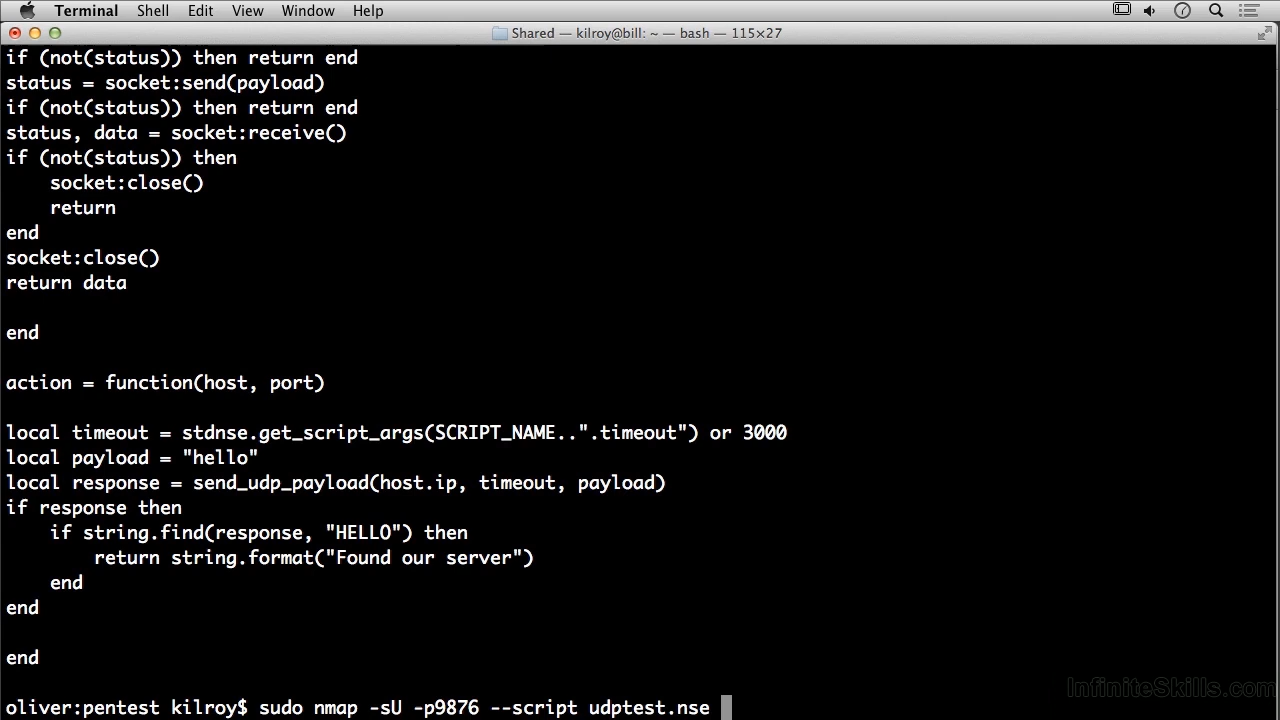 Terminal Shell Edit View Window Help
Shared — kilroy@bill: ~ — bash — 115×27
if (not(status)) then return end
status = socket:send(payload)
if (not(status)) then return end
status, data = socket:receive()
if (not(status)) then
    socket:close()
    return
end
socket:close()
return data

end

action = function(host, port)

local timeout = stdnse.get_script_args(SCRIPT_NAME..".timeout") or 3000
local payload = "hello"
local response = send_udp_payload(host.ip, timeout, payload)
if response then
    if string.find(response, "HELLO") then
        return string.format("Found our server")
    end
end

end

InfiniteSkills.com
oliver:pentest kilroy$ sudo nmap -sU -p9876 --script udptest.nse